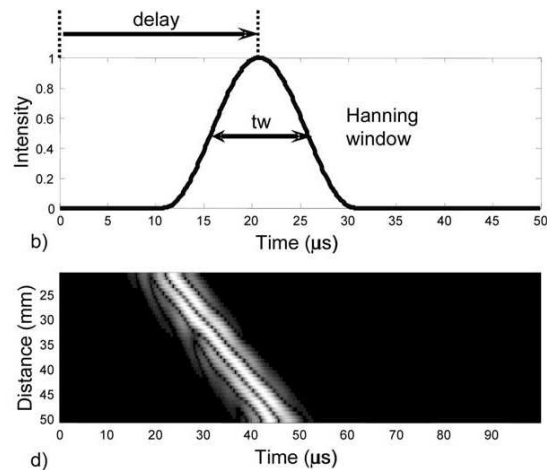 delay
1
0.8
0.6
0.4
0.2
0
Intensity
tw
Hanning
window
0 5 10 15 20 25 30 35 40 45 50
Time (µs)
b)
25
30
35
40
45
50
Distance (mm)
0 10 20 30 40 50 60 70 80 90
Time (µs)
d)